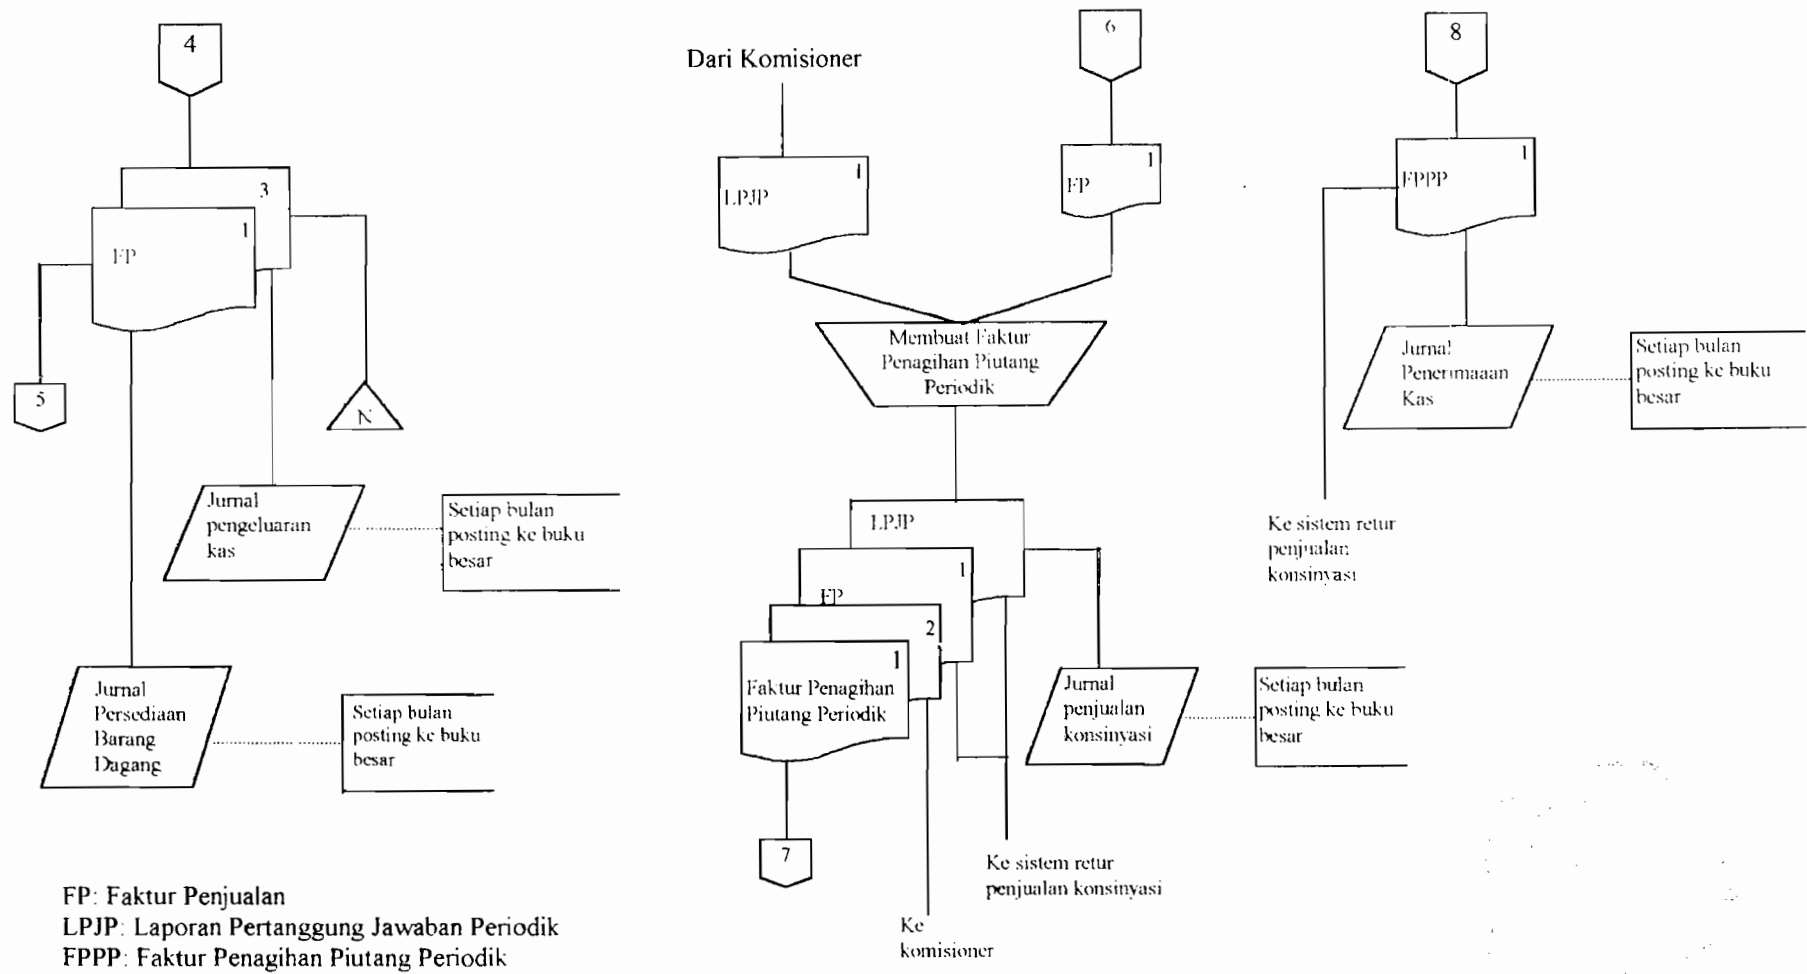 4
3
1
FP
5
N
Jurnal
pengeluaran
kas
Setiap bulan
posting ke buku
besar
Jurnal
Persediaan
Barang
Dagang
Setiap bulan
posting ke buku
besar
Dari Komisioner
6
1
LPJP
1
FP
Membuat Faktur
Penagihan Piutang
Periodik
LPJP
1
FP
2
1
Faktur Penagihan
Piutang Periodik
7
Jurnal
penjualan
konsinyasi
Setiap bulan
posting ke buku
besar
Ke sistem retur
penjualan konsinyasi
Ke
komisioner
8
1
FPPP
Jurnal
Penerimaaan
Kas
Setiap bulan
posting ke buku
besar
Ke sistem retur
penjualan
konsinyasi
FP: Faktur Penjualan
LPJP: Laporan Pertanggung Jawaban Periodik
FPPP: Faktur Penagihan Piutang Periodik